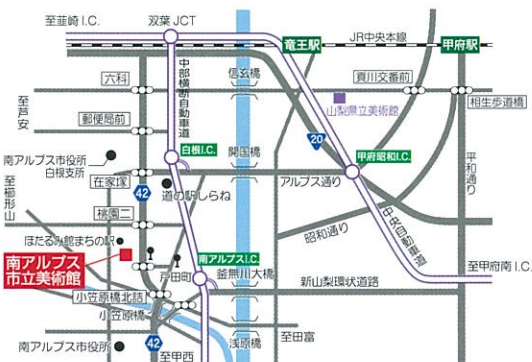 至韮崎 I.C.
双葉 JCT
竜王駅
JR中央本線
甲府駅
六科
中部横断自動車道
信玄橋
貢川交番前
相生歩道橋
山梨県立美術館
至芦安
郵便局前
20
白根I.C.
開国橋
甲府昭和I.C.
平和通り
南アルプス市役所
白根支所
在家塚
42
道の駅しらね
アルプス通り
至櫛形山
桃園二
昭和通り
中央自動車道
ほたるみ館まちの駅
南アルプス
市立美術館
戸田町
南アルプスI.C.
釜無川大橋
新山梨環状道路
至甲府南 I.C.
小笠原橋北詰
小笠原橋
南アルプス市役所
42
至甲西
浅原橋
至田富